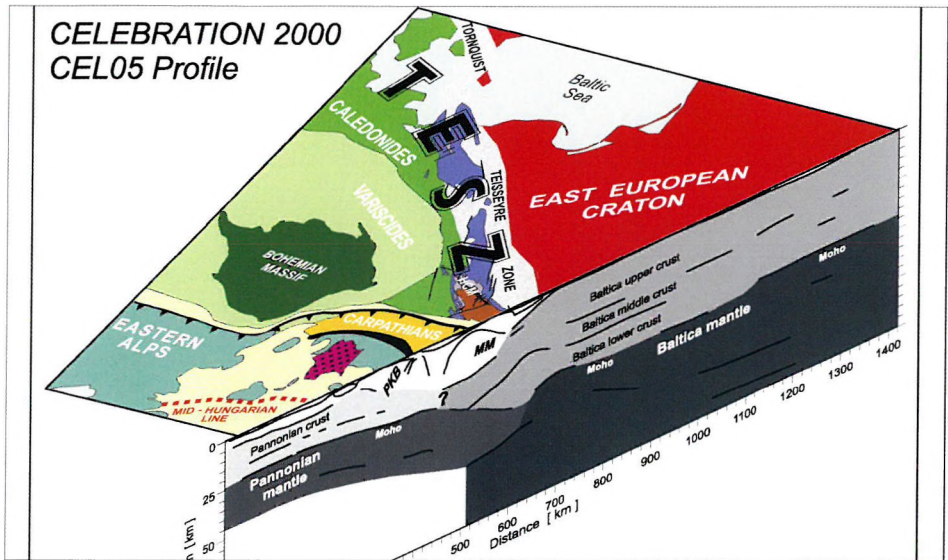 CELEBRATION 2000
CEL05 Profile
TORNQUIST
Baltic
Sea
T
E
S
Z
CALEDONIDES
VARISCIDES
TEISSEYRE
ZONE
EAST EUROPEAN
CRATON
BOHEMIAN
MASSIF
EASTERN
ALPS
CARPATHIANS
MID - HUNGARIAN
LINE
PKB
MM
?
Baltica upper crust
Baltica middle crust
Baltica lower crust
Moho
Moho
Baltica mantle
Pannonian crust
Moho
Pannonian
mantle
0
25
50
[km]
500
600
700
800
900
1000
1100
1200
1300
1400
Distance [ km ]